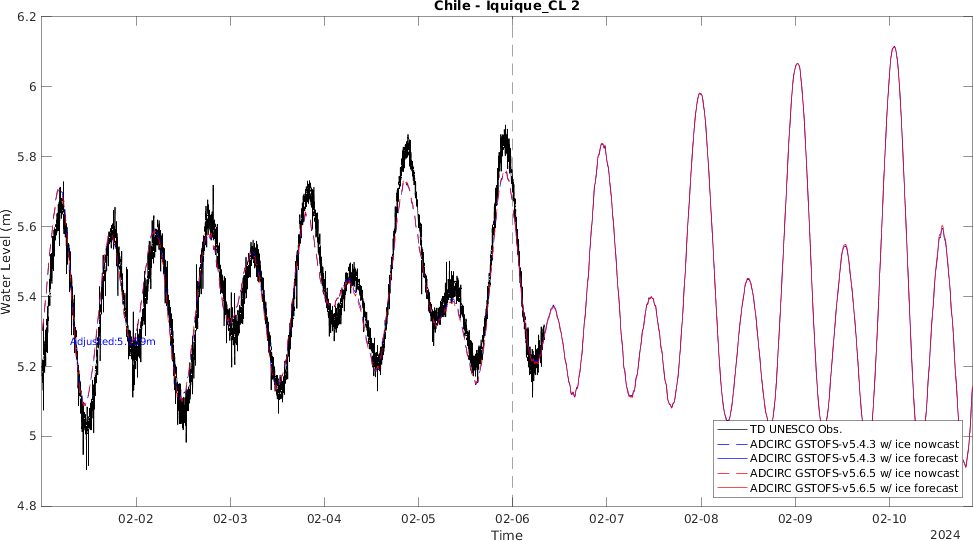 Chile - Iquique_CL 2
6.2
6
5.8
5.6
5.4
5.2
5
4.8
Water Level (m)
TD UNESCO Obs.
ADCIRC GSTOFS-v5.4.3 w/ ice nowcast
ADCIRC GSTOFS-v5.4.3 w/ ice forecast
ADCIRC GSTOFS-v5.6.5 w/ ice nowcast
ADCIRC GSTOFS-v5.6.5 w/ ice forecast
02-02
02-03
02-04
02-05
02-06
02-07
02-08
02-09
02-10
Time
2024